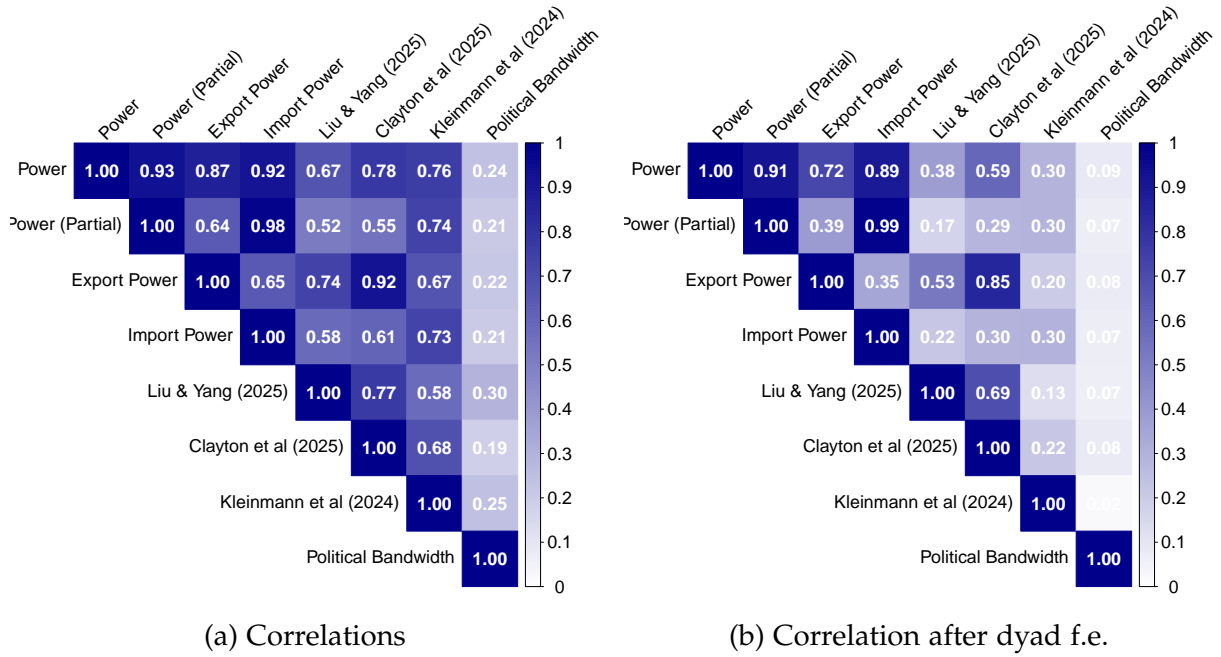 Power
Power (Partial)
Export Power
Import Power
Liu & Yang (2025)
Clayton et al (2025)
Kleinmann et al (2024)
Political Bandwidth
Power 1.00 0.93 0.87 0.92 0.67 0.78 0.76 0.24
Power (Partial) 1.00 0.64 0.98 0.52 0.55 0.74 0.21
Export Power 1.00 0.65 0.74 0.92 0.67 0.22
Import Power 1.00 0.58 0.61 0.73 0.21
Liu & Yang (2025) 1.00 0.77 0.58 0.30
Clayton et al (2025) 1.00 0.68 0.19
Kleinmann et al (2024) 1.00 0.25
Political Bandwidth 1.00
1
0.9
0.8
0.7
0.6
0.5
0.4
0.3
0.2
0.1
0
(a) Correlations
Power
Power (Partial)
Export Power
Import Power
Liu & Yang (2025)
Clayton et al (2025)
Kleinmann et al (2024)
Political Bandwidth
Power 1.00 0.91 0.72 0.89 0.38 0.59 0.30 0.09
Power (Partial) 1.00 0.39 0.99 0.17 0.29 0.30 0.07
Export Power 1.00 0.35 0.53 0.85 0.20 0.08
Import Power 1.00 0.22 0.30 0.30 0.07
Liu & Yang (2025) 1.00 0.69 0.13 0.07
Clayton et al (2025) 1.00 0.22 0.08
Kleinmann et al (2024) 1.00 0.02
Political Bandwidth 1.00
1
0.9
0.8
0.7
0.6
0.5
0.4
0.3
0.2
0.1
0
(b) Correlation after dyad f.e.